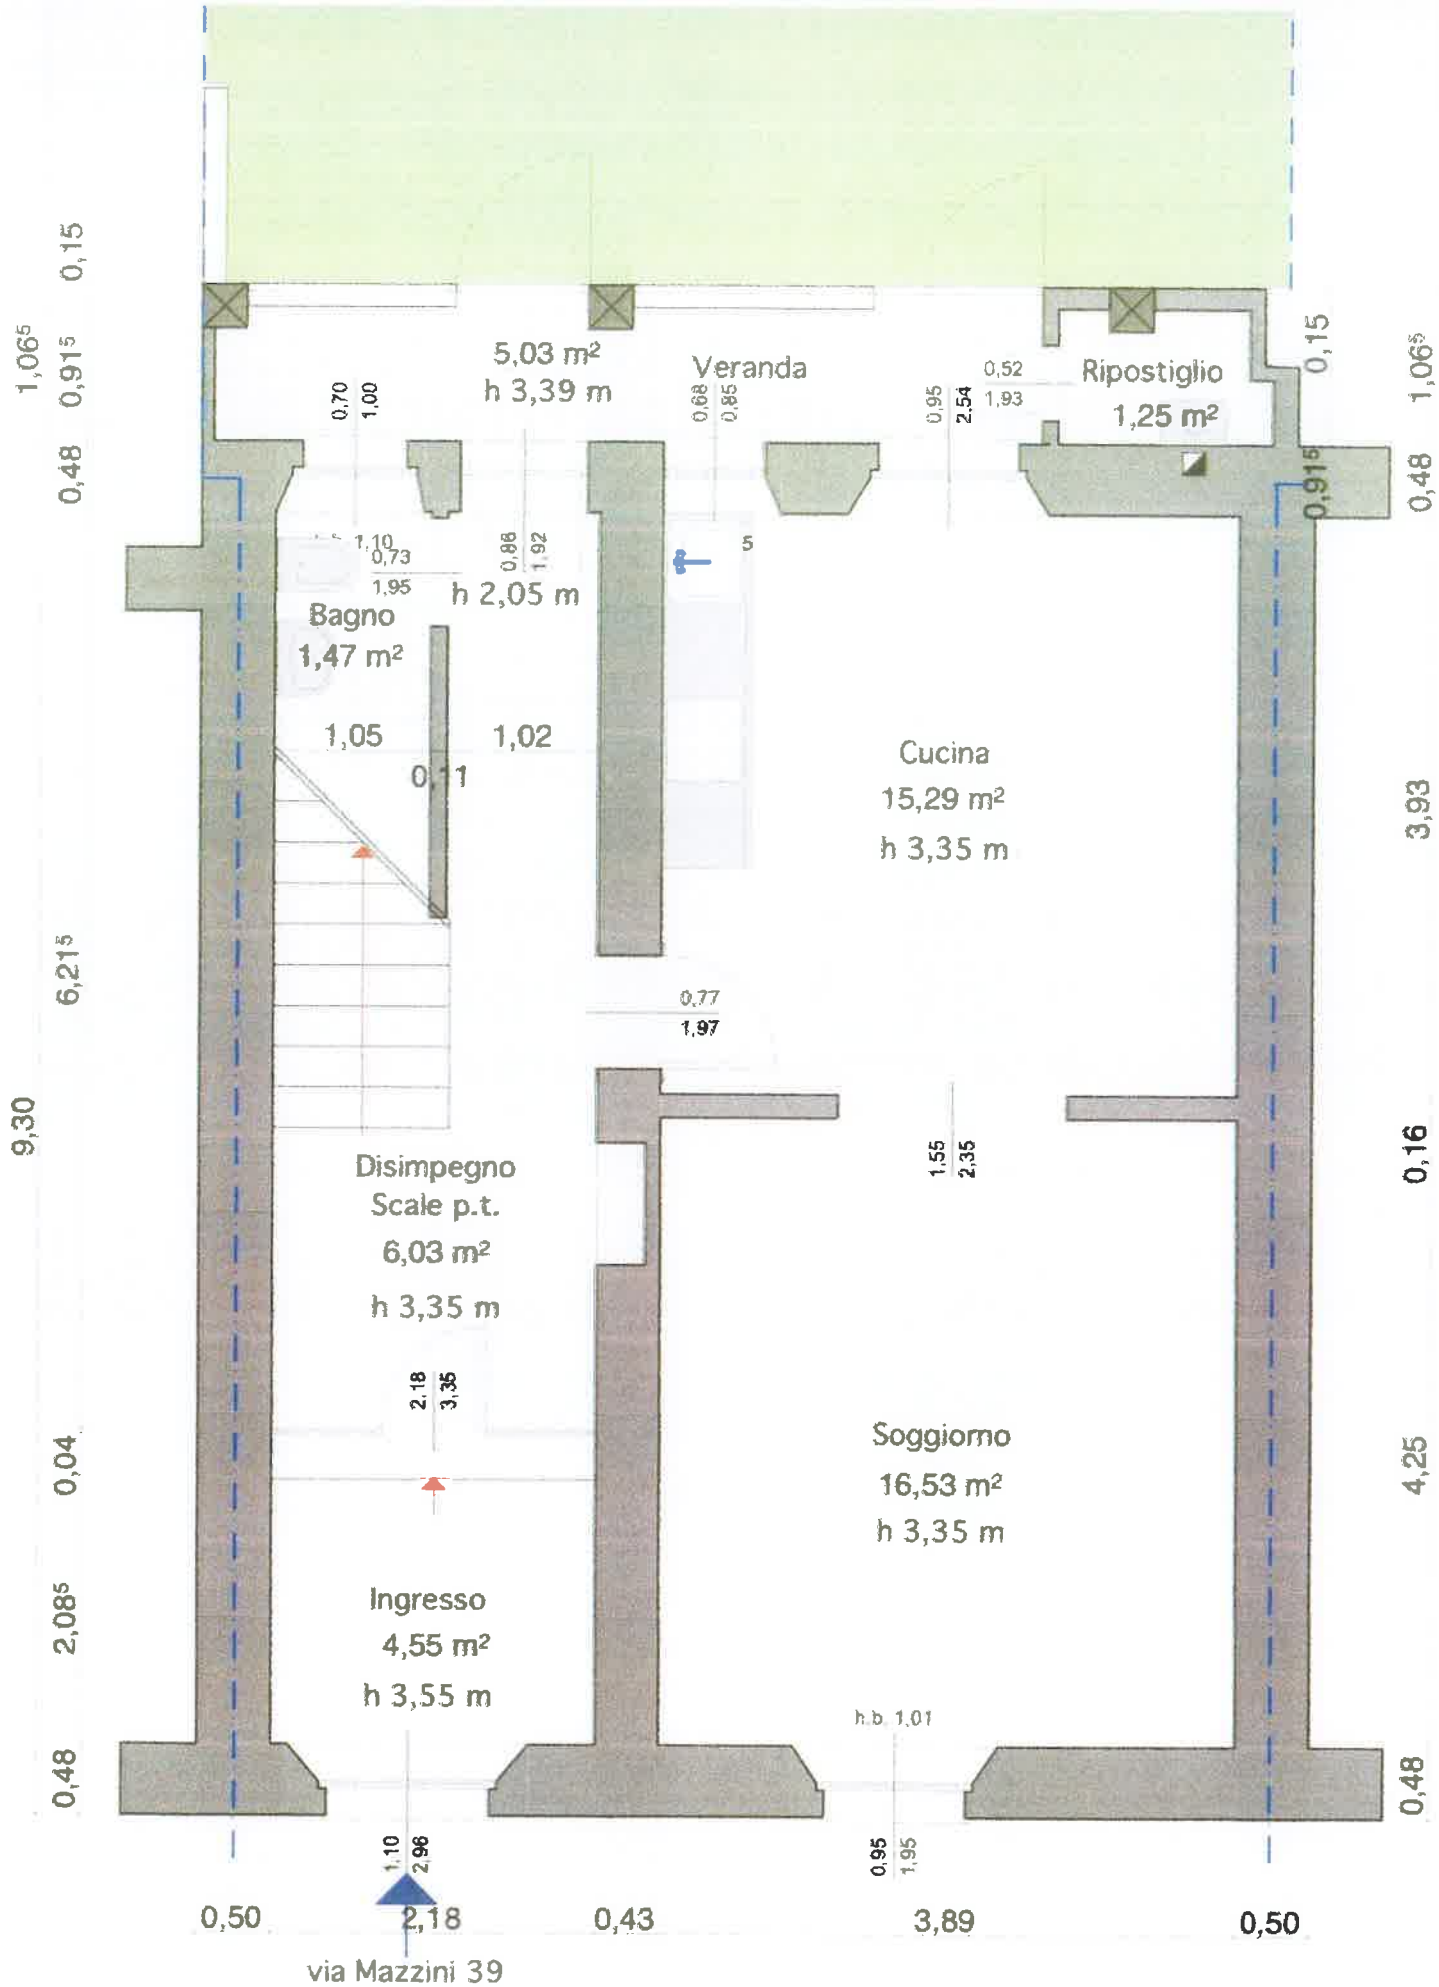 0,15
1,06⁵
0,91⁵
0,48
6,21⁵
9,30
0,04
2,08⁵
0,48
5,03 m²
h 3,39 m
Veranda
0,70
1,00
0,68
0,85
0,95
2.54
0,52
1,93
Ripostiglio
1,25 m²
0,15
1,06⁵
0,91⁵
0,48
1,10
0,73
1,95
0,86
1,92
h 2,05 m
5
Bagno
1,47 m²
1,05
1,02
0,11
Cucina
15,29 m²
h 3,35 m
3,93
0,77
1,97
1,55
2,35
0,16
Disimpegno
Scale p.t.
6,03 m²
h 3,35 m
2.18
3,35
Soggiorno
16,53 m²
h 3,35 m
4,25
Ingresso
4,55 m²
h 3,55 m
h.b. 1,01
0,48
1.10
2,96
0,95
1,95
0,50
2,18
0,43
3,89
0,50
via Mazzini 39